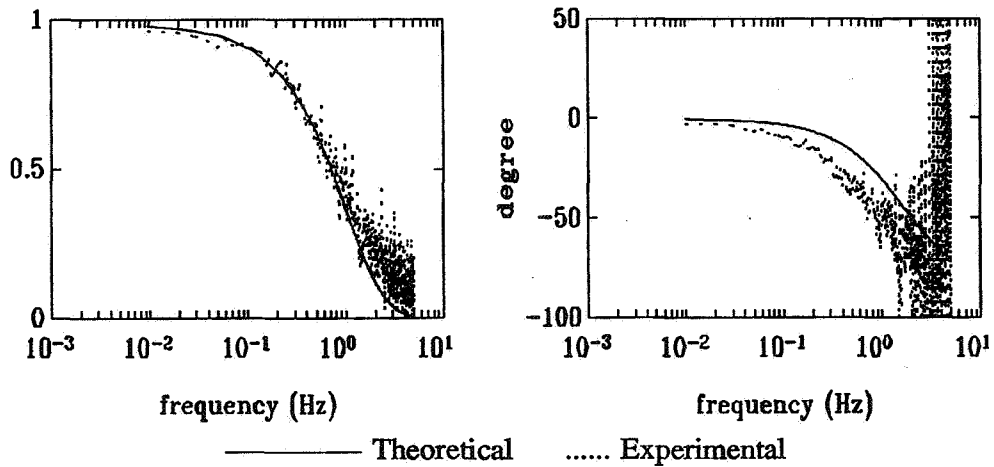 1
0.5
0
10⁻³ 10⁻² 10⁻¹ 10⁰ 10¹
frequency (Hz)
degree
50
0
-50
-100
10⁻³ 10⁻² 10⁻¹ 10⁰ 10¹
frequency (Hz)
Theoretical ...... Experimental